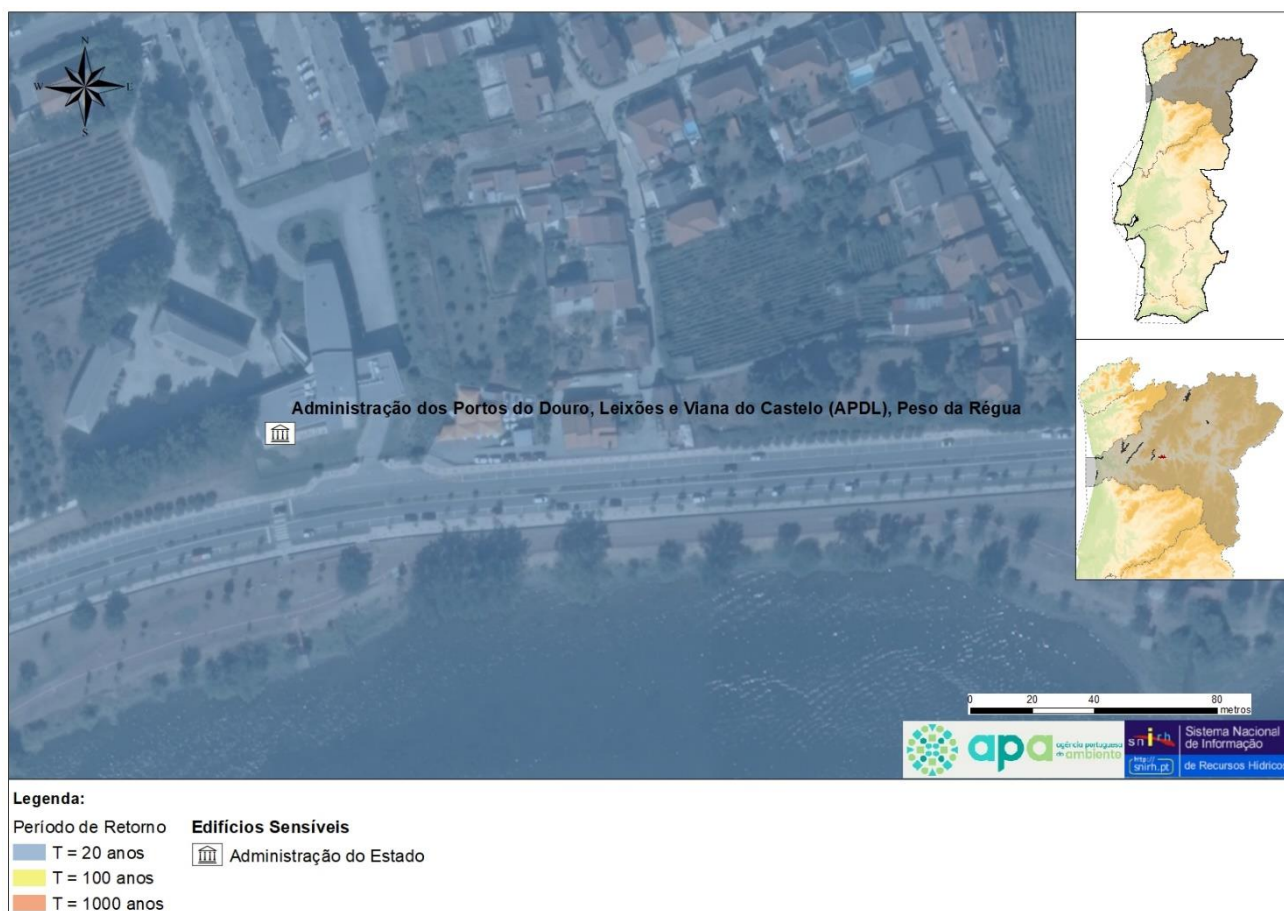 N
W E
S
Administração dos Portos do Douro, Leixões e Viana do Castelo (APDL), Peso da Régua
0 20 40 80
metros
apa agência portuguesa
do ambiente
snirh
http://
snirh.pt
Sistema Nacional
de Informação
de Recursos Hídricos
Legenda:
Período de Retorno
T = 20 anos
T = 100 anos
T = 1000 anos
Edifícios Sensíveis
Administração do Estado